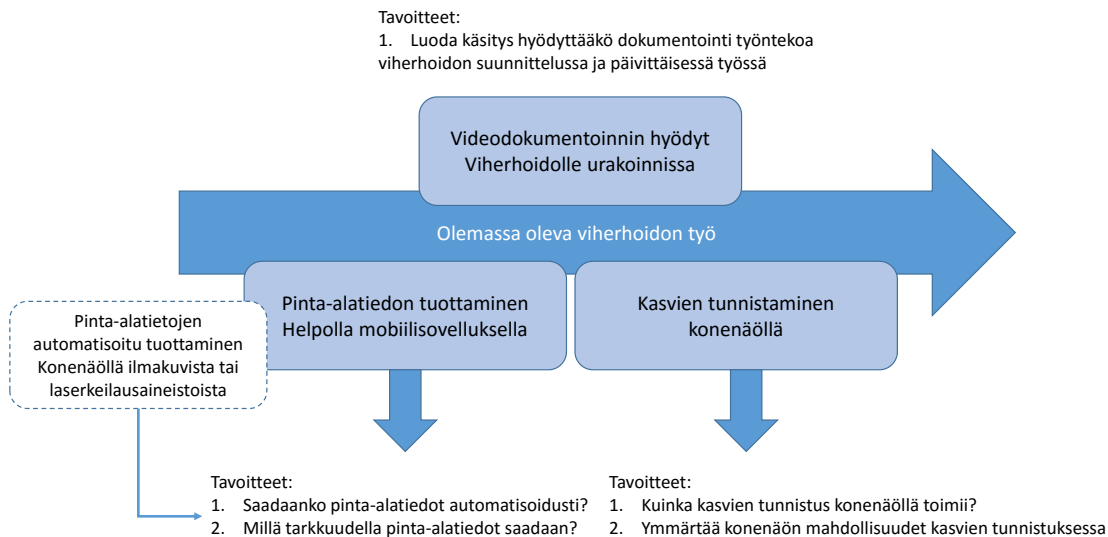 Tavoitteet:
1. Luoda käsitys hyödyttääkö dokumentointi työntekoa
viherhoidon suunnittelussa ja päivittäisessä työssä
Videodokumentoinnin hyödyt
Viherhoidolle urakoinnissa
Olemassa oleva viherhoidon työ
Pinta-alatiedon tuottaminen
Helpolla mobiilisovelluksella
Kasvien tunnistaminen
konenäöllä
Pinta-alatietojen
automatisoitu tuottaminen
Konenäöllä ilmakuvista tai
laserkeilausaineistoista
Tavoitteet:
1. Saadaanko pinta-alatiedot automatisoidusti?
2. Millä tarkkuudella pinta-alatiedot saadaan?
Tavoitteet:
1. Kuinka kasvien tunnistus konenäöllä toimii?
2. Ymmärtää konenäön mahdollisuudet kasvien tunnistuksessa